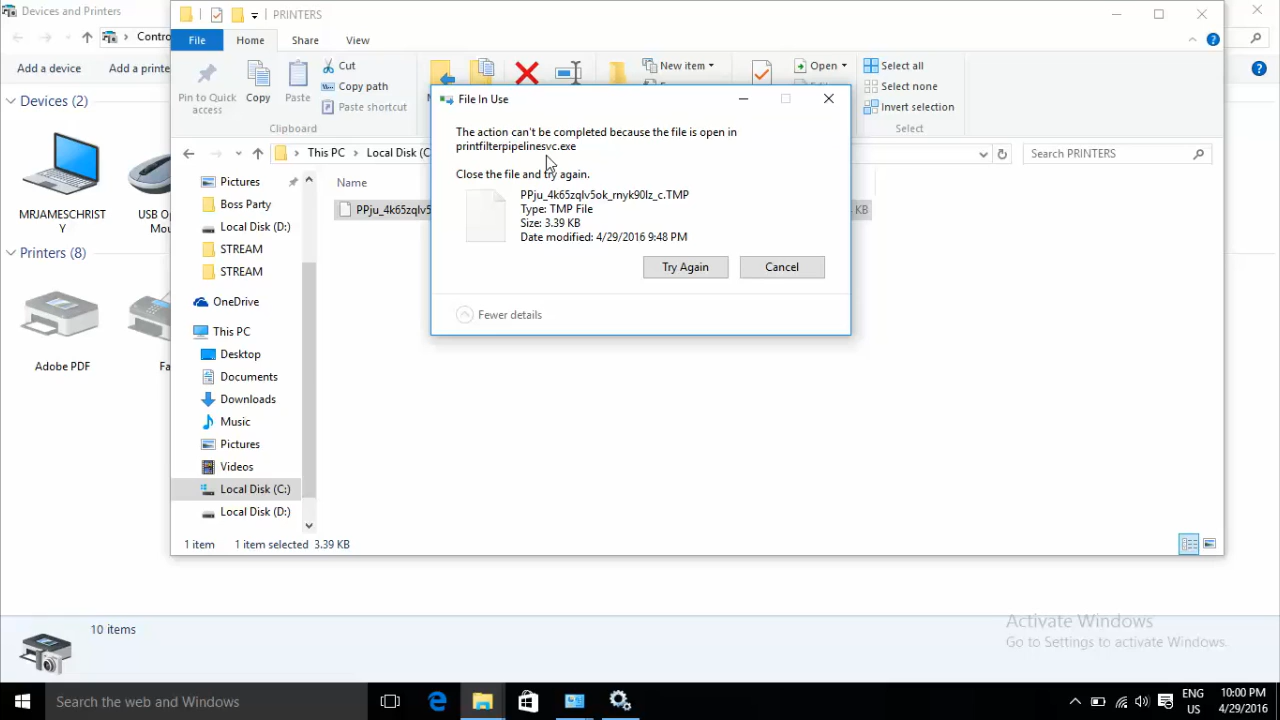 Devices and Printers
PRINTERS
Contro
File
Home
Share
View
Add a device
Add a printe
Pin to Quick
access
Copy
Paste
Cut
Copy path
Paste shortcut
Clipboard
New item
Open
Select all
Select none
Invert selection
Select
This PC
Local Disk (C
Search PRINTERS
Devices (2)
MRJAMESCHRIST
Y
USB Op
Mou
Printers (8)
Adobe PDF
Fa
Pictures
Boss Party
Local Disk (D:)
STREAM
STREAM
OneDrive
This PC
Desktop
Documents
Downloads
Music
Pictures
Videos
Local Disk (C:)
Local Disk (D:)
Name
PPju_4k65zqlv5
KB
File In Use
The action can't be completed because the file is open in
printfilterpipelinesvc.exe
Close the file and try again.
PPju_4k65zqlv5ok_rnyk90lz_c.TMP
Type: TMP File
Size: 3.39 KB
Date modified: 4/29/2016 9:48 PM
Try Again
Cancel
Fewer details
1 item
1 item selected 3.39 KB
10 items
Activate Windows
Go to Settings to activate Windows.
Search the web and Windows
ENG
US
10:00 PM
4/29/2016